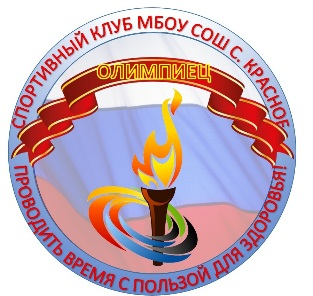 СПОРТИВНЫЙ КЛУБ МБОУ СОШ С. КРАСНОЕ
ОЛИМПИЕЦ
ПРОВОДИТЬ ВРЕМЯ С ПОЛЬЗОЙ ДЛЯ ЗДОРОВЬЯ!